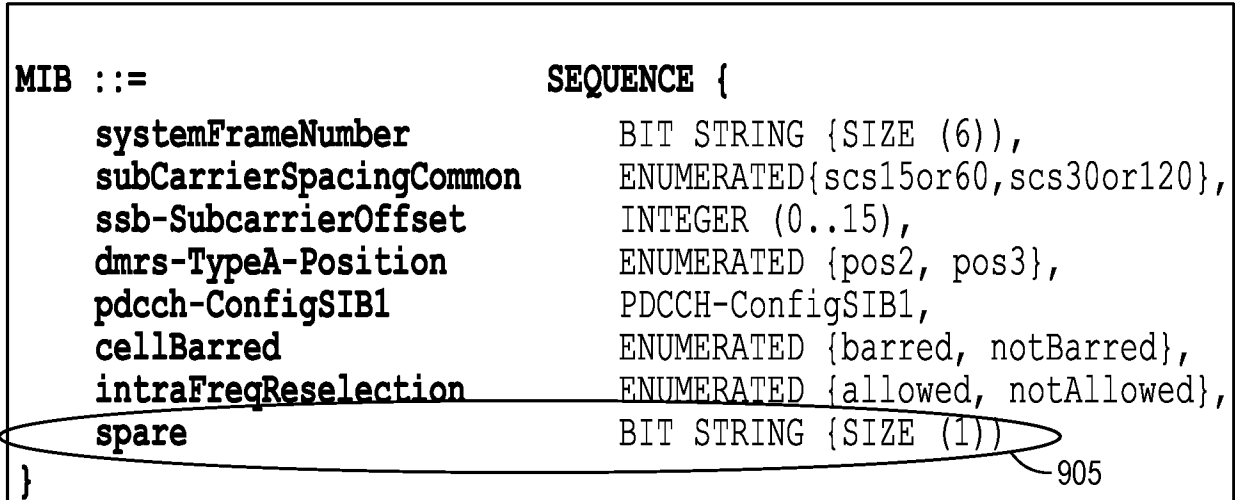 MIB ::= SEQUENCE {
systemFrameNumber BIT STRING {SIZE (6)),
subCarrierSpacingCommon ENUMERATED{scs15or60,scs30or120},
ssb-SubcarrierOffset INTEGER (0..15),
dmrs-TypeA-Position ENUMERATED {pos2, pos3},
pdcch-ConfigSIB1 PDCCH-ConfigSIB1,
cellBarred ENUMERATED {barred, notBarred},
intraFreqReselection ENUMERATED {allowed, notAllowed},
spare BIT STRING {SIZE (1))
905
}